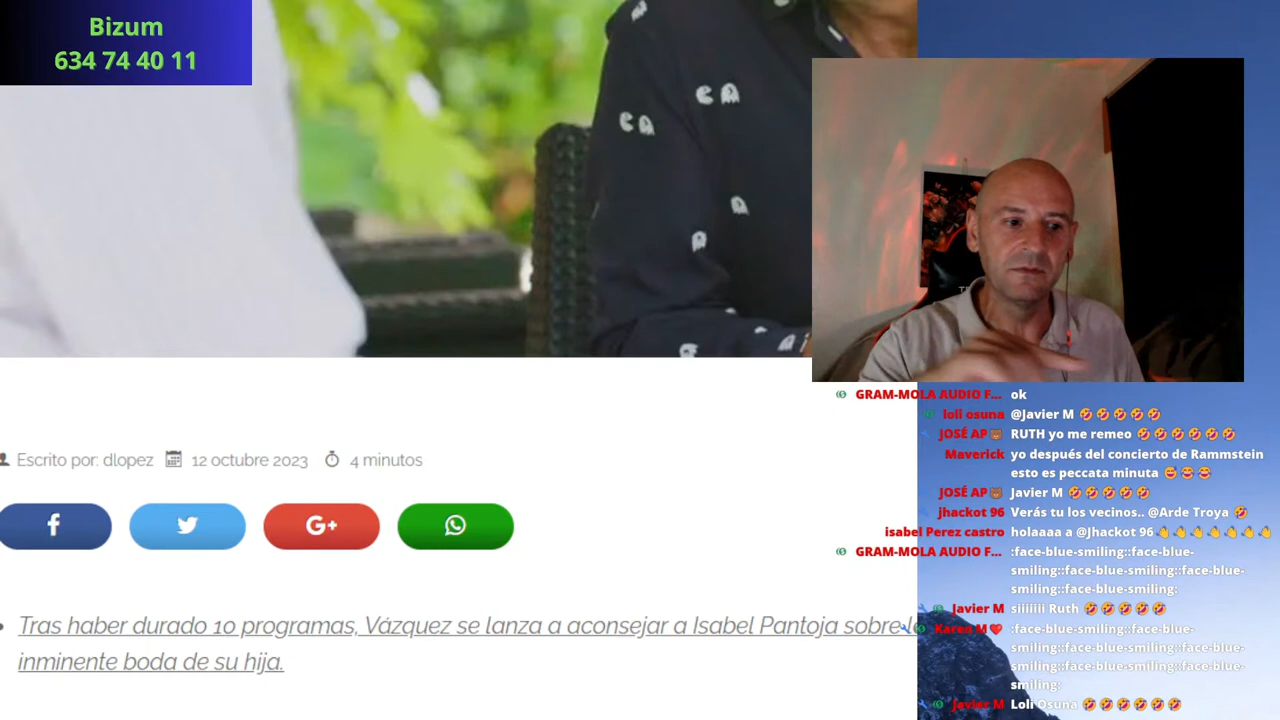 Bizum
634 74 40 11
Escrito por: dlopez 12 octubre 2023 4 minutos
f G+
Tras haber durado 10 programas, Vázquez se lanza a aconsejar a Isabel Pantoja sobre
inminente boda de su hija.
GRAM-MOLA AUDIO F... ok
loli osuna @Javier M 🤣🤣🤣🤣🤣
JOSÉ AP🐻 RUTH yo me remeo 🤣🤣🤣🤣🤣🤣
Maverick yo después del concierto de Rammstein
esto es peccata minuta 🥰😂😂
JOSÉ AP🐻 Javier M 🤣🤣🤣🤣🤣
jhackot 96 Verás tu los vecinos.. @Arde Troya 🤣
isabel Perez castro holaaaa a @Jhackot 96 👋👋👋👋👋👋👋
GRAM-MOLA AUDIO F... :face-blue-smiling::face-blue-
smiling::face-blue-smiling::face-blue-
smiling::face-blue-smiling:
Javier M siiiiiii Ruth 🤣🤣🤣🤣🤣
Karen M❤️ :face-blue-smiling::face-blue-
smiling::face-blue-smiling::face-blue-
smiling::face-blue-smiling::face-blue-
smiling:
Javier M Loli Osuna 🤣🤣🤣🤣🤣🤣